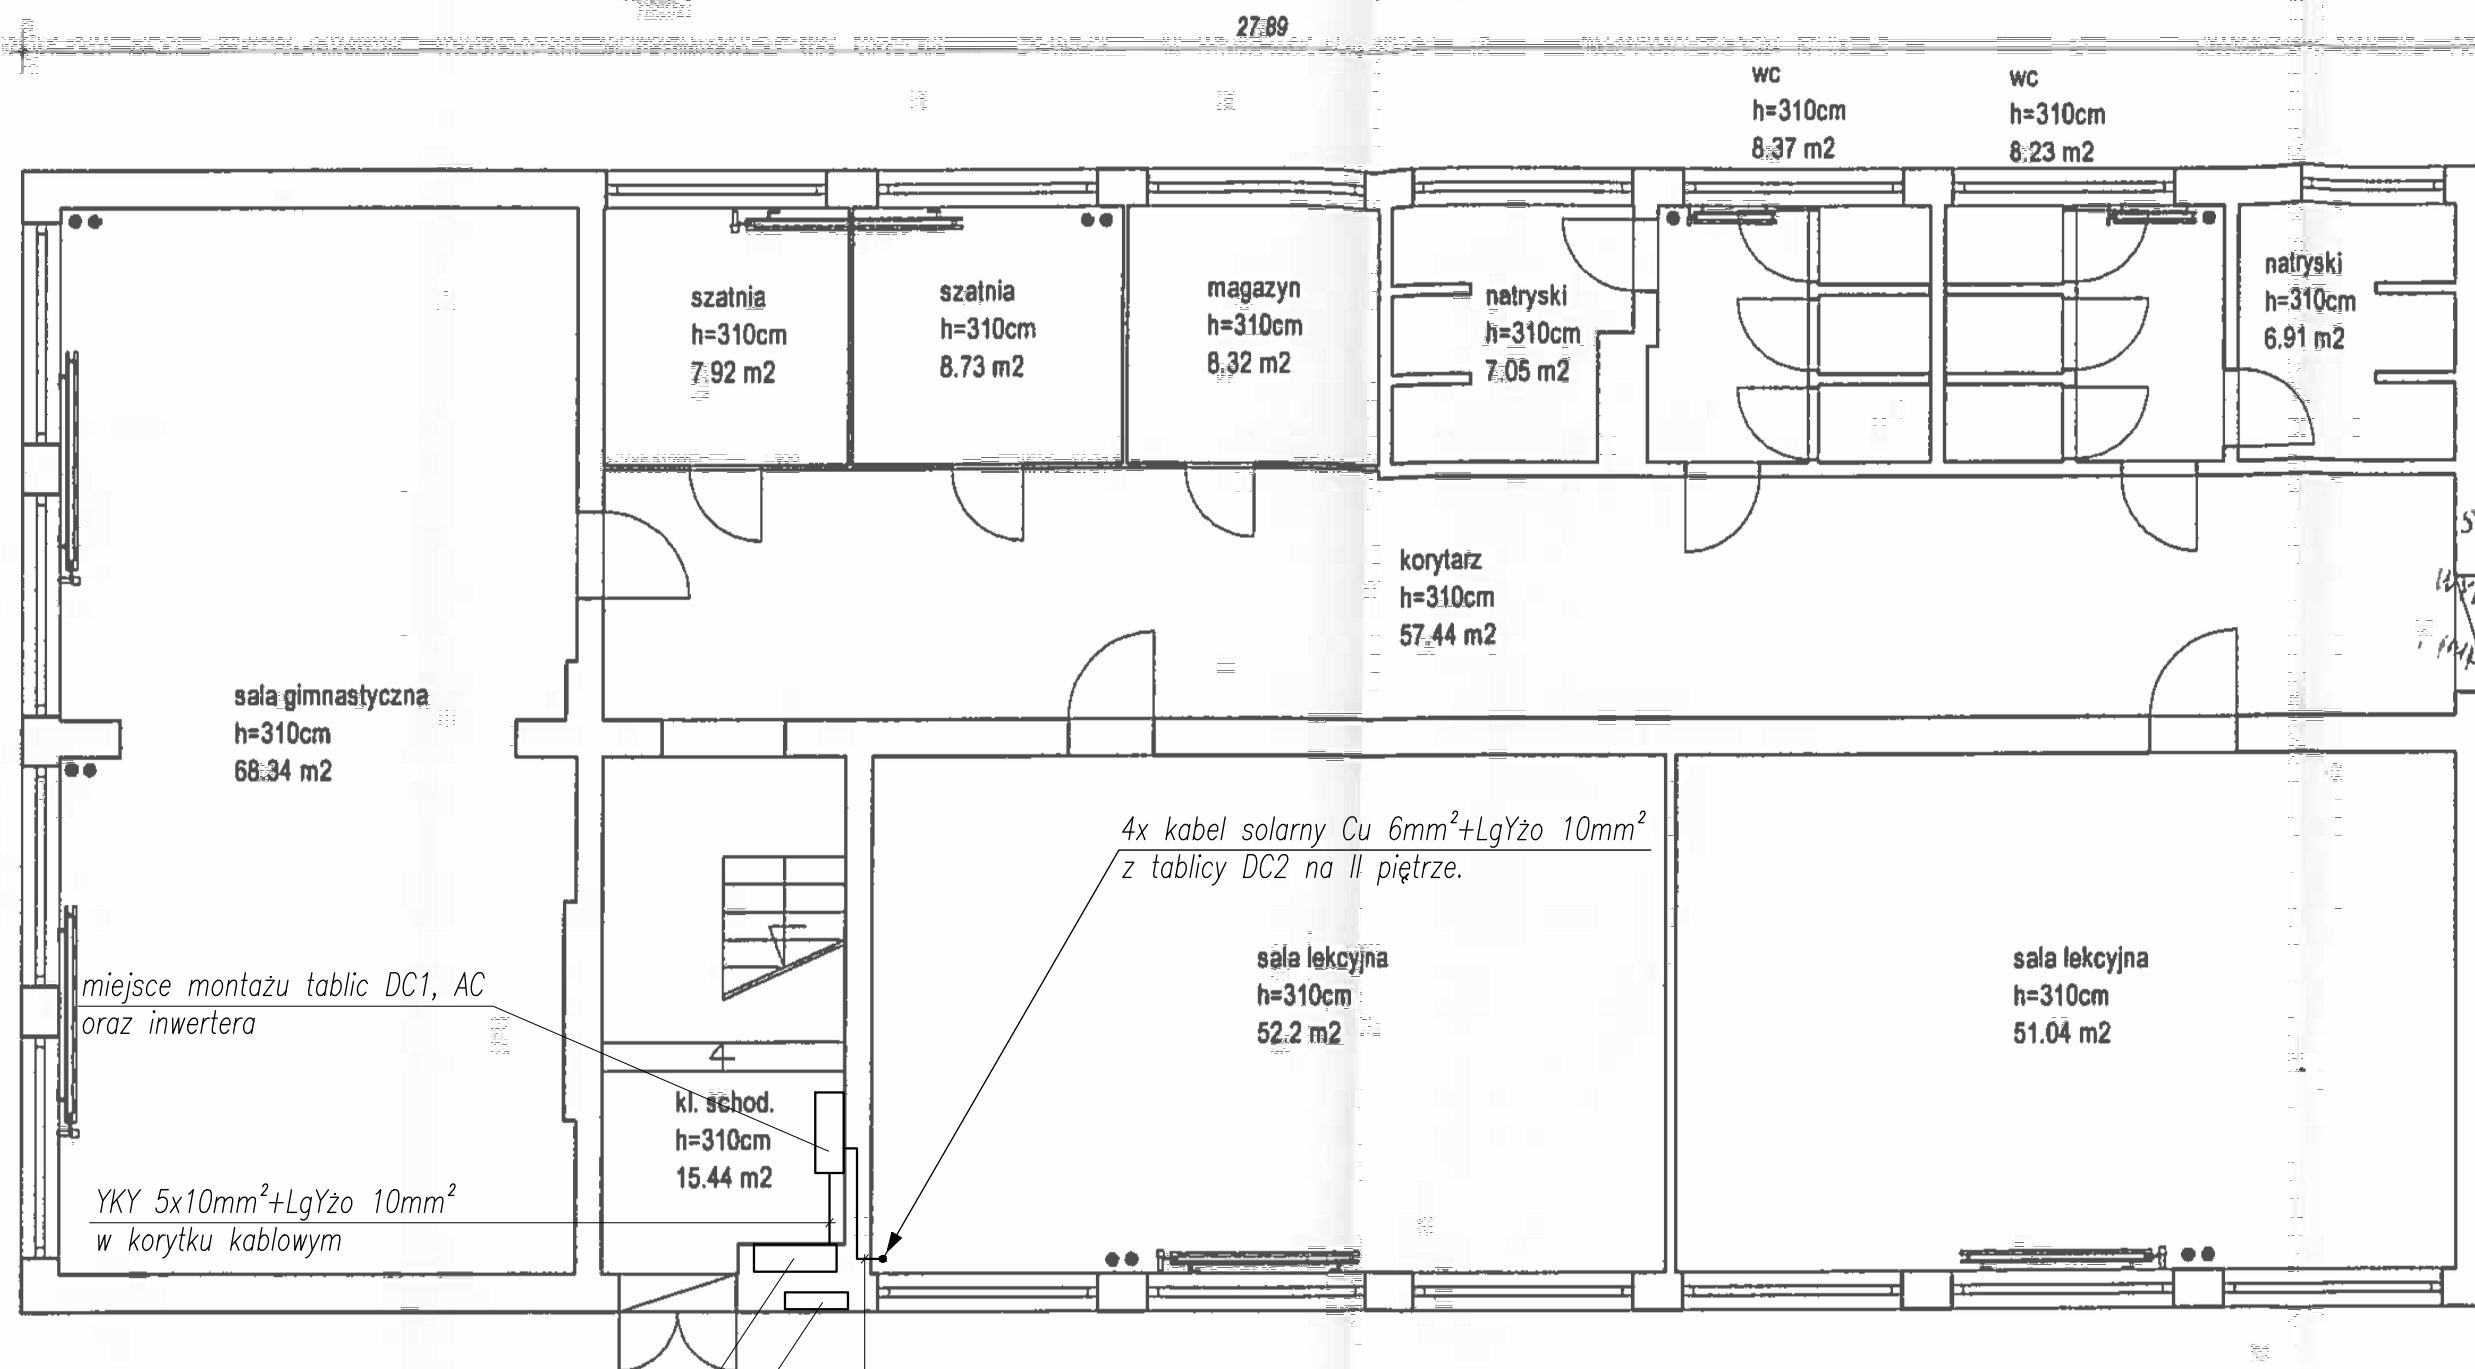 27.89
wc
h=310cm
8.37 m2
wc
h=310cm
8.23 m2
szatnia
h=310cm
7.92 m2
szatnia
h=310cm
8.73 m2
magazyn
h=310cm
8.32 m2
natryski
h=310cm
7.05 m2
natryski
h=310cm
6.91 m2
korytarz
h=310cm
57.44 m2
sala gimnastyczna
h=310cm
68.34 m2
4x kabel solarny Cu 6mm²+LgYżo 10mm²
z tablicy DC2 na II piętrze.
sala lekcyjna
h=310cm
52.2 m2
sala lekcyjna
h=310cm
51.04 m2
miejsce montażu tablic DC1, AC
oraz inwertera
kl. schod.
h=310cm
15.44 m2
YKY 5x10mm²+LgYżo 10mm²
w korytku kablowym